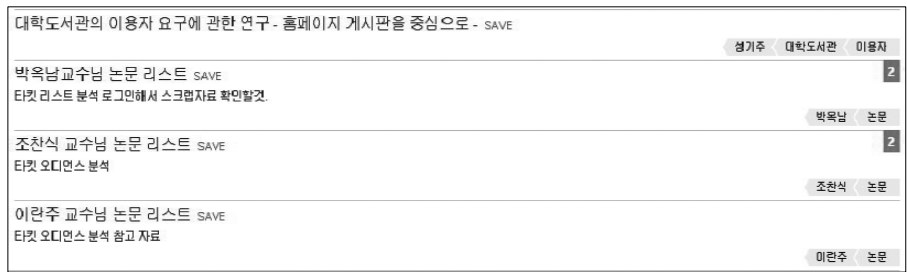 대학도서관의 이용자 요구에 관한 연구 - 홈페이지 게시판을 중심으로 - SAVE
성기주 대학도서관 이용자
박옥남교수님 논문 리스트 SAVE
2
타킷 리스트 분석 로그인해서 스크랩자료 확인할것.
박옥남 논문
조찬식 교수님 논문 리스트 SAVE
2
타킷 오디언스 분석
조찬식 논문
이란주 교수님 논문 리스트 SAVE
타킷 오디언스 분석 참고 자료
이란주 논문